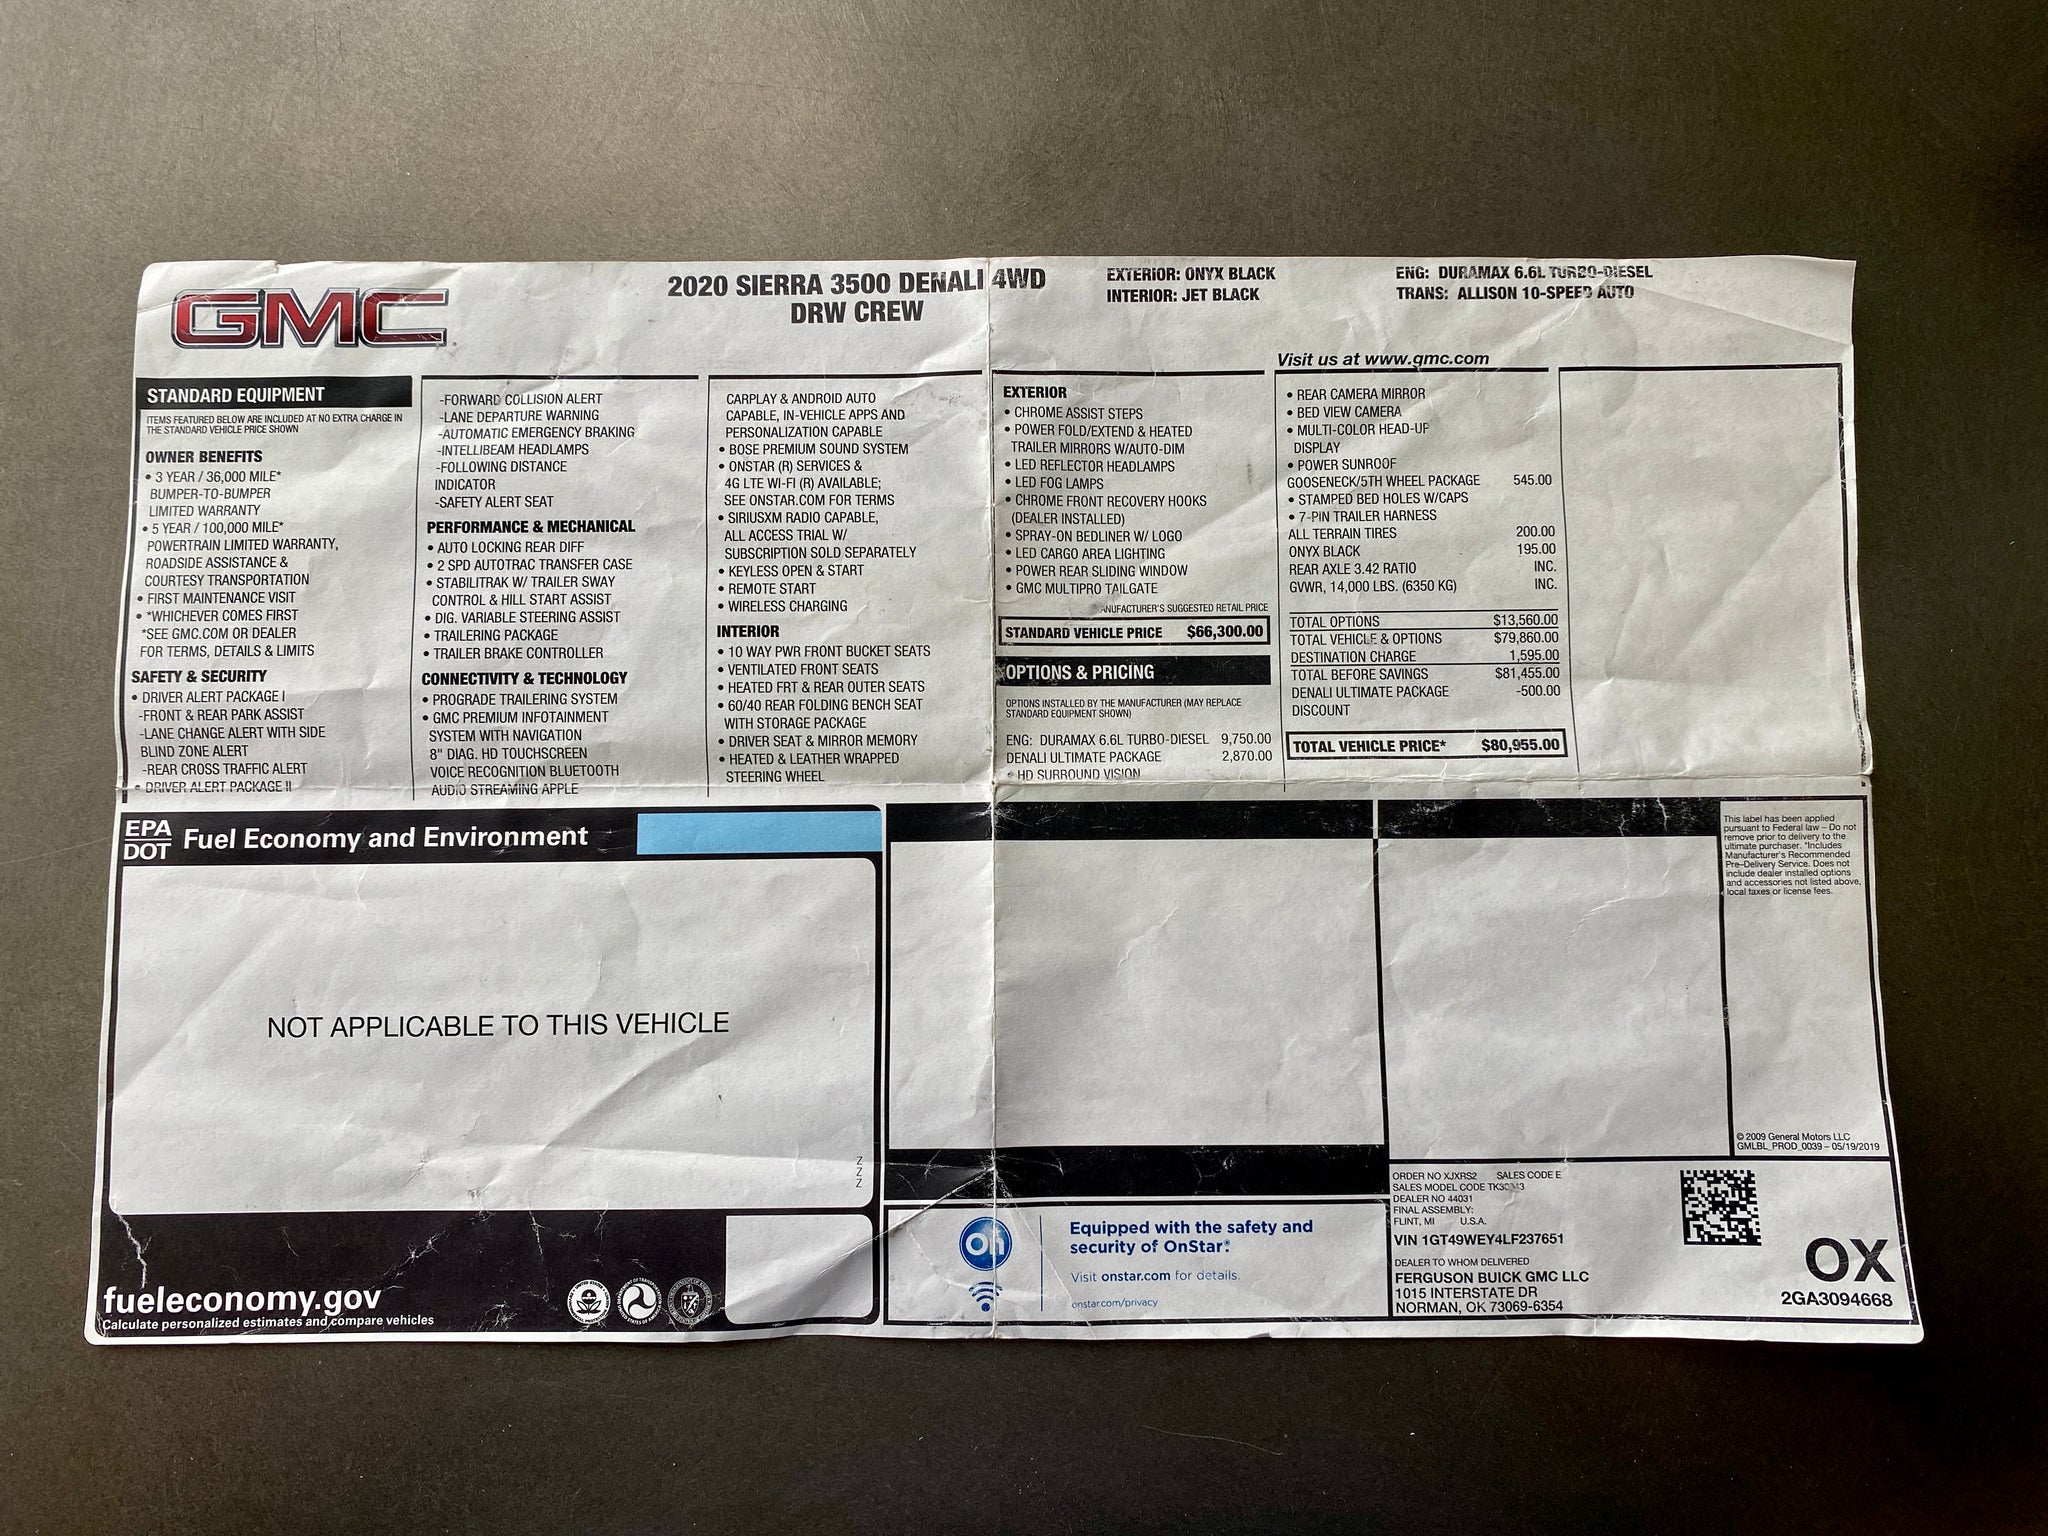 GMC
2020 SIERRA 3500 DENALI 4WD
DRW CREW
EXTERIOR: ONYX BLACK
INTERIOR: JET BLACK
ENG: DURAMAX 6.6L TURBO-DIESEL
TRANS: ALLISON 10-SPEED AUTO
Visit us at www.gmc.com
STANDARD EQUIPMENT
ITEMS FEATURED BELOW ARE INCLUDED AT NO EXTRA CHARGE IN
THE STANDARD VEHICLE PRICE SHOWN
OWNER BENEFITS
• 3 YEAR / 36,000 MILE*
BUMPER-TO-BUMPER
LIMITED WARRANTY
• 5 YEAR / 100,000 MILE*
POWERTRAIN LIMITED WARRANTY,
ROADSIDE ASSISTANCE &
COURTESY TRANSPORTATION
• FIRST MAINTENANCE VISIT
• *WHICHEVER COMES FIRST
*SEE GMC.COM OR DEALER
FOR TERMS, DETAILS & LIMITS
SAFETY & SECURITY
• DRIVER ALERT PACKAGE I
-FRONT & REAR PARK ASSIST
-LANE CHANGE ALERT WITH SIDE
BLIND ZONE ALERT
-REAR CROSS TRAFFIC ALERT
• DRIVER ALERT PACKAGE II
-FORWARD COLLISION ALERT
-LANE DEPARTURE WARNING
-AUTOMATIC EMERGENCY BRAKING
-INTELLIBEAM HEADLAMPS
-FOLLOWING DISTANCE
INDICATOR
-SAFETY ALERT SEAT
PERFORMANCE & MECHANICAL
• AUTO LOCKING REAR DIFF
• 2 SPD AUTOTRAC TRANSFER CASE
• STABILITRAK W/ TRAILER SWAY
CONTROL & HILL START ASSIST
• DIG. VARIABLE STEERING ASSIST
• TRAILERING PACKAGE
• TRAILER BRAKE CONTROLLER
CONNECTIVITY & TECHNOLOGY
• PROGRADE TRAILERING SYSTEM
• GMC PREMIUM INFOTAINMENT
SYSTEM WITH NAVIGATION
8" DIAG. HD TOUCHSCREEN
VOICE RECOGNITION BLUETOOTH
AUDIO STREAMING APPLE
CARPLAY & ANDROID AUTO
CAPABLE, IN-VEHICLE APPS AND
PERSONALIZATION CAPABLE
• BOSE PREMIUM SOUND SYSTEM
• ONSTAR (R) SERVICES &
4G LTE WI-FI (R) AVAILABLE;
SEE ONSTAR.COM FOR TERMS
• SIRIUSXM RADIO CAPABLE,
ALL ACCESS TRIAL W/
SUBSCRIPTION SOLD SEPARATELY
• KEYLESS OPEN & START
• REMOTE START
• WIRELESS CHARGING
INTERIOR
• 10 WAY PWR FRONT BUCKET SEATS
• VENTILATED FRONT SEATS
• HEATED FRT & REAR OUTER SEATS
• 60/40 REAR FOLDING BENCH SEAT
WITH STORAGE PACKAGE
• DRIVER SEAT & MIRROR MEMORY
• HEATED & LEATHER WRAPPED
STEERING WHEEL
EXTERIOR
• CHROME ASSIST STEPS
• POWER FOLD/EXTEND & HEATED
TRAILER MIRRORS W/AUTO-DIM
• LED REFLECTOR HEADLAMPS
• LED FOG LAMPS
• CHROME FRONT RECOVERY HOOKS
(DEALER INSTALLED)
• SPRAY-ON BEDLINER W/ LOGO
• LED CARGO AREA LIGHTING
• POWER REAR SLIDING WINDOW
• GMC MULTIPRO TAILGATE
MANUFACTURER'S SUGGESTED RETAIL PRICE
STANDARD VEHICLE PRICE $66,300.00
OPTIONS & PRICING
OPTIONS INSTALLED BY THE MANUFACTURER (MAY REPLACE
STANDARD EQUIPMENT SHOWN)
ENG: DURAMAX 6.6L TURBO-DIESEL 9,750.00
DENALI ULTIMATE PACKAGE 2,870.00
• HD SURROUND VISION
• REAR CAMERA MIRROR
• BED VIEW CAMERA
• MULTI-COLOR HEAD-UP
DISPLAY
• POWER SUNROOF
GOOSENECK/5TH WHEEL PACKAGE 545.00
• STAMPED BED HOLES W/CAPS
• 7-PIN TRAILER HARNESS
ALL TERRAIN TIRES 200.00
ONYX BLACK 195.00
REAR AXLE 3.42 RATIO INC.
GVWR, 14,000 LBS. (6350 KG) INC.
TOTAL OPTIONS $13,560.00
TOTAL VEHICLE & OPTIONS $79,860.00
DESTINATION CHARGE 1,595.00
TOTAL BEFORE SAVINGS $81,455.00
DENALI ULTIMATE PACKAGE -500.00
DISCOUNT
TOTAL VEHICLE PRICE* $80,955.00
EPA
DOT
Fuel Economy and Environment
NOT APPLICABLE TO THIS VEHICLE
ZZZ
fueleconomy.gov
Calculate personalized estimates and compare vehicles
On
Equipped with the safety and
security of OnStar®.
Visit onstar.com for details.
onstar.com/privacy
This label has been applied
pursuant to Federal law – Do not
remove prior to delivery to the
ultimate purchaser. *Includes
Manufacturer's Recommended
Pre-Delivery Service. Does not
include dealer installed options
and accessories not listed above,
local taxes or license fees.
© 2009 General Motors LLC
GMLBL_PROD_0039 – 05/19/2019
ORDER NO XJXRS2 SALES CODE E
SALES MODEL CODE
DEALER NO 44031
FINAL ASSEMBLY:
FLINT, MI U.S.A.
VIN 1GT49WEY4LF237651
DEALER TO WHOM DELIVERED
FERGUSON BUICK GMC LLC
1015 INTERSTATE DR
NORMAN, OK 73069-6354
OX
2GA3094668